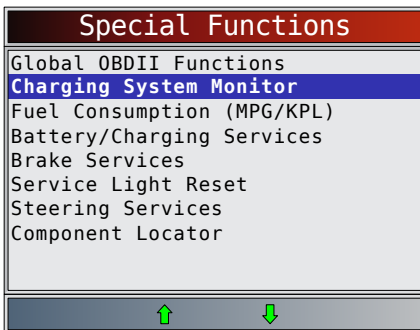 Special Functions
Global OBDII Functions
Charging System Monitor
Fuel Consumption (MPG/KPL)
Battery/Charging Services
Brake Services
Service Light Reset
Steering Services
Component Locator